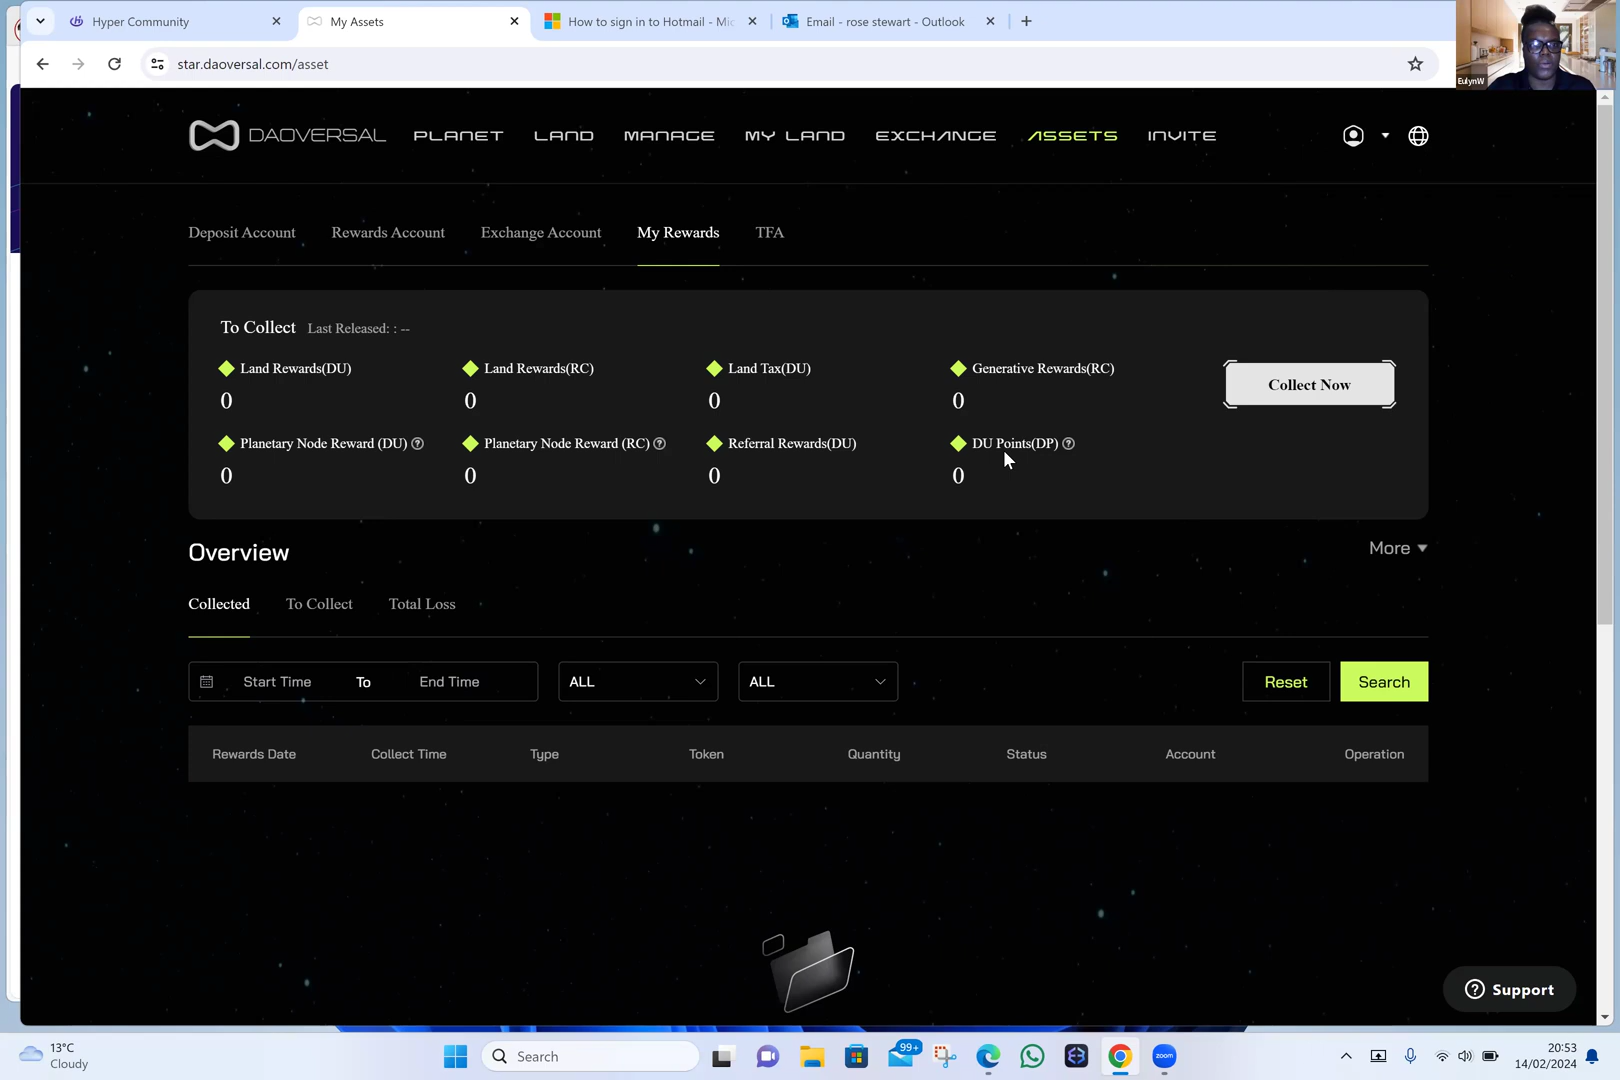 Hyper Community
My Assets
How to sign in to Hotmail - Mic
Email - rose stewart - Outlook
star.daoversal.com/asset
EulynW
DAOVERSAL PLANET LAND MANAGE MY LAND EXCHANGE ASSETS INVITE
Deposit Account Rewards Account Exchange Account My Rewards TFA
To Collect Last Released: : --
Land Rewards(DU) Land Rewards(RC) Land Tax(DU) Generative Rewards(RC)
0 0 0 0
Collect Now
Planetary Node Reward (DU) ? Planetary Node Reward (RC) ? Referral Rewards(DU) DU Points(DP) ?
0 0 0 0
Overview More
Collected To Collect Total Loss
Start Time To End Time ALL ALL Reset Search
Rewards Date Collect Time Type Token Quantity Status Account Operation
? Support
13°C
Cloudy
Search
99+
zoom
20:53
14/02/2024